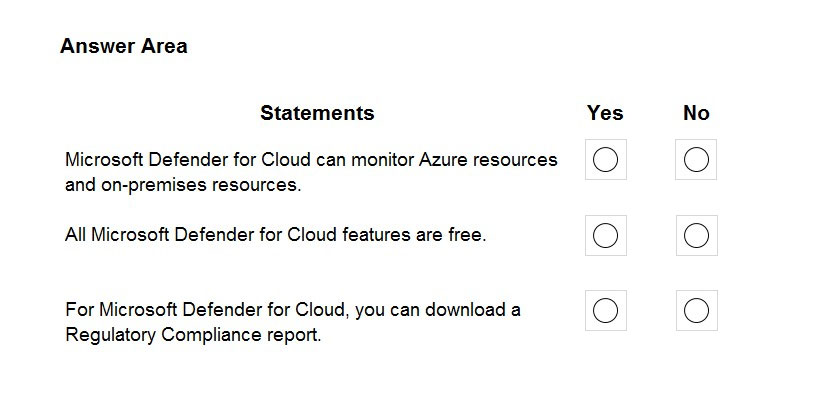 Answer Area
Statements Yes No
Microsoft Defender for Cloud can monitor Azure resources
and on-premises resources.
All Microsoft Defender for Cloud features are free.
For Microsoft Defender for Cloud, you can download a
Regulatory Compliance report.